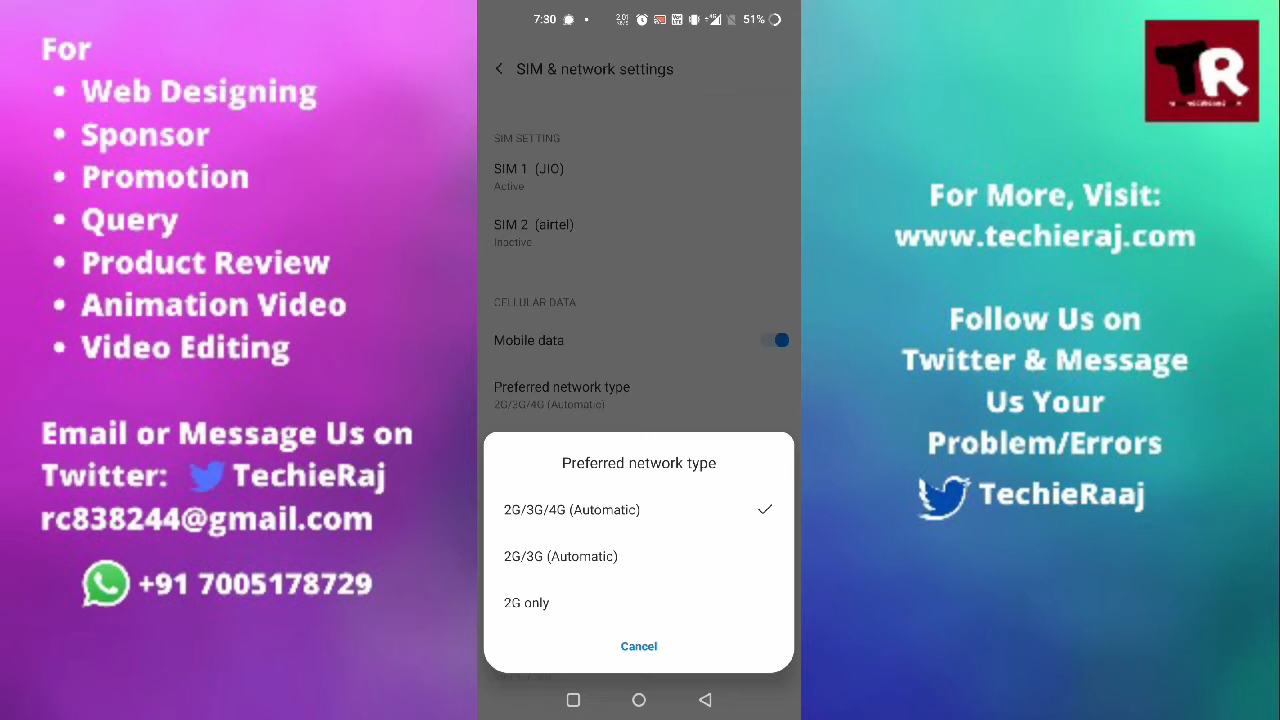 For
• Web Designing
• Sponsor
• Promotion
• Query
• Product Review
• Animation Video
• Video Editing
Email or Message Us on
Twitter: TechieRaj
rc838244@gmail.com
+91 7005178729
7:30
51%
SIM & network settings
SIM SETTING
SIM 1 (JIO)
Active
SIM 2 (airtel)
Inactive
CELLULAR DATA
Mobile data
Preferred network type
2G/3G/4G (Automatic)
Preferred network type
2G/3G/4G (Automatic)
2G/3G (Automatic)
2G only
Cancel
TR
For More, Visit:
www.techieraj.com
Follow Us on
Twitter & Message
Us Your
Problem/Errors
TechieRaaj